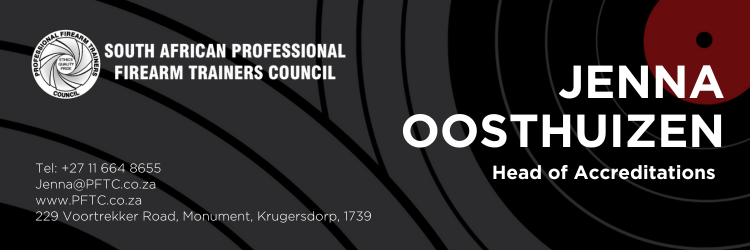 PROFESSIONAL FIREARM TRAINERS
COUNCIL
ETHICS
QUALITY
PRIDE
SOUTH AFRICAN PROFESSIONAL
FIREARM TRAINERS COUNCIL
JENNA
OOSTHUIZEN
Head of Accreditations
Tel: +27 11 664 8655
Jenna@PFTC.co.za
www.PFTC.co.za
229 Voortrekker Road, Monument, Krugersdorp, 1739